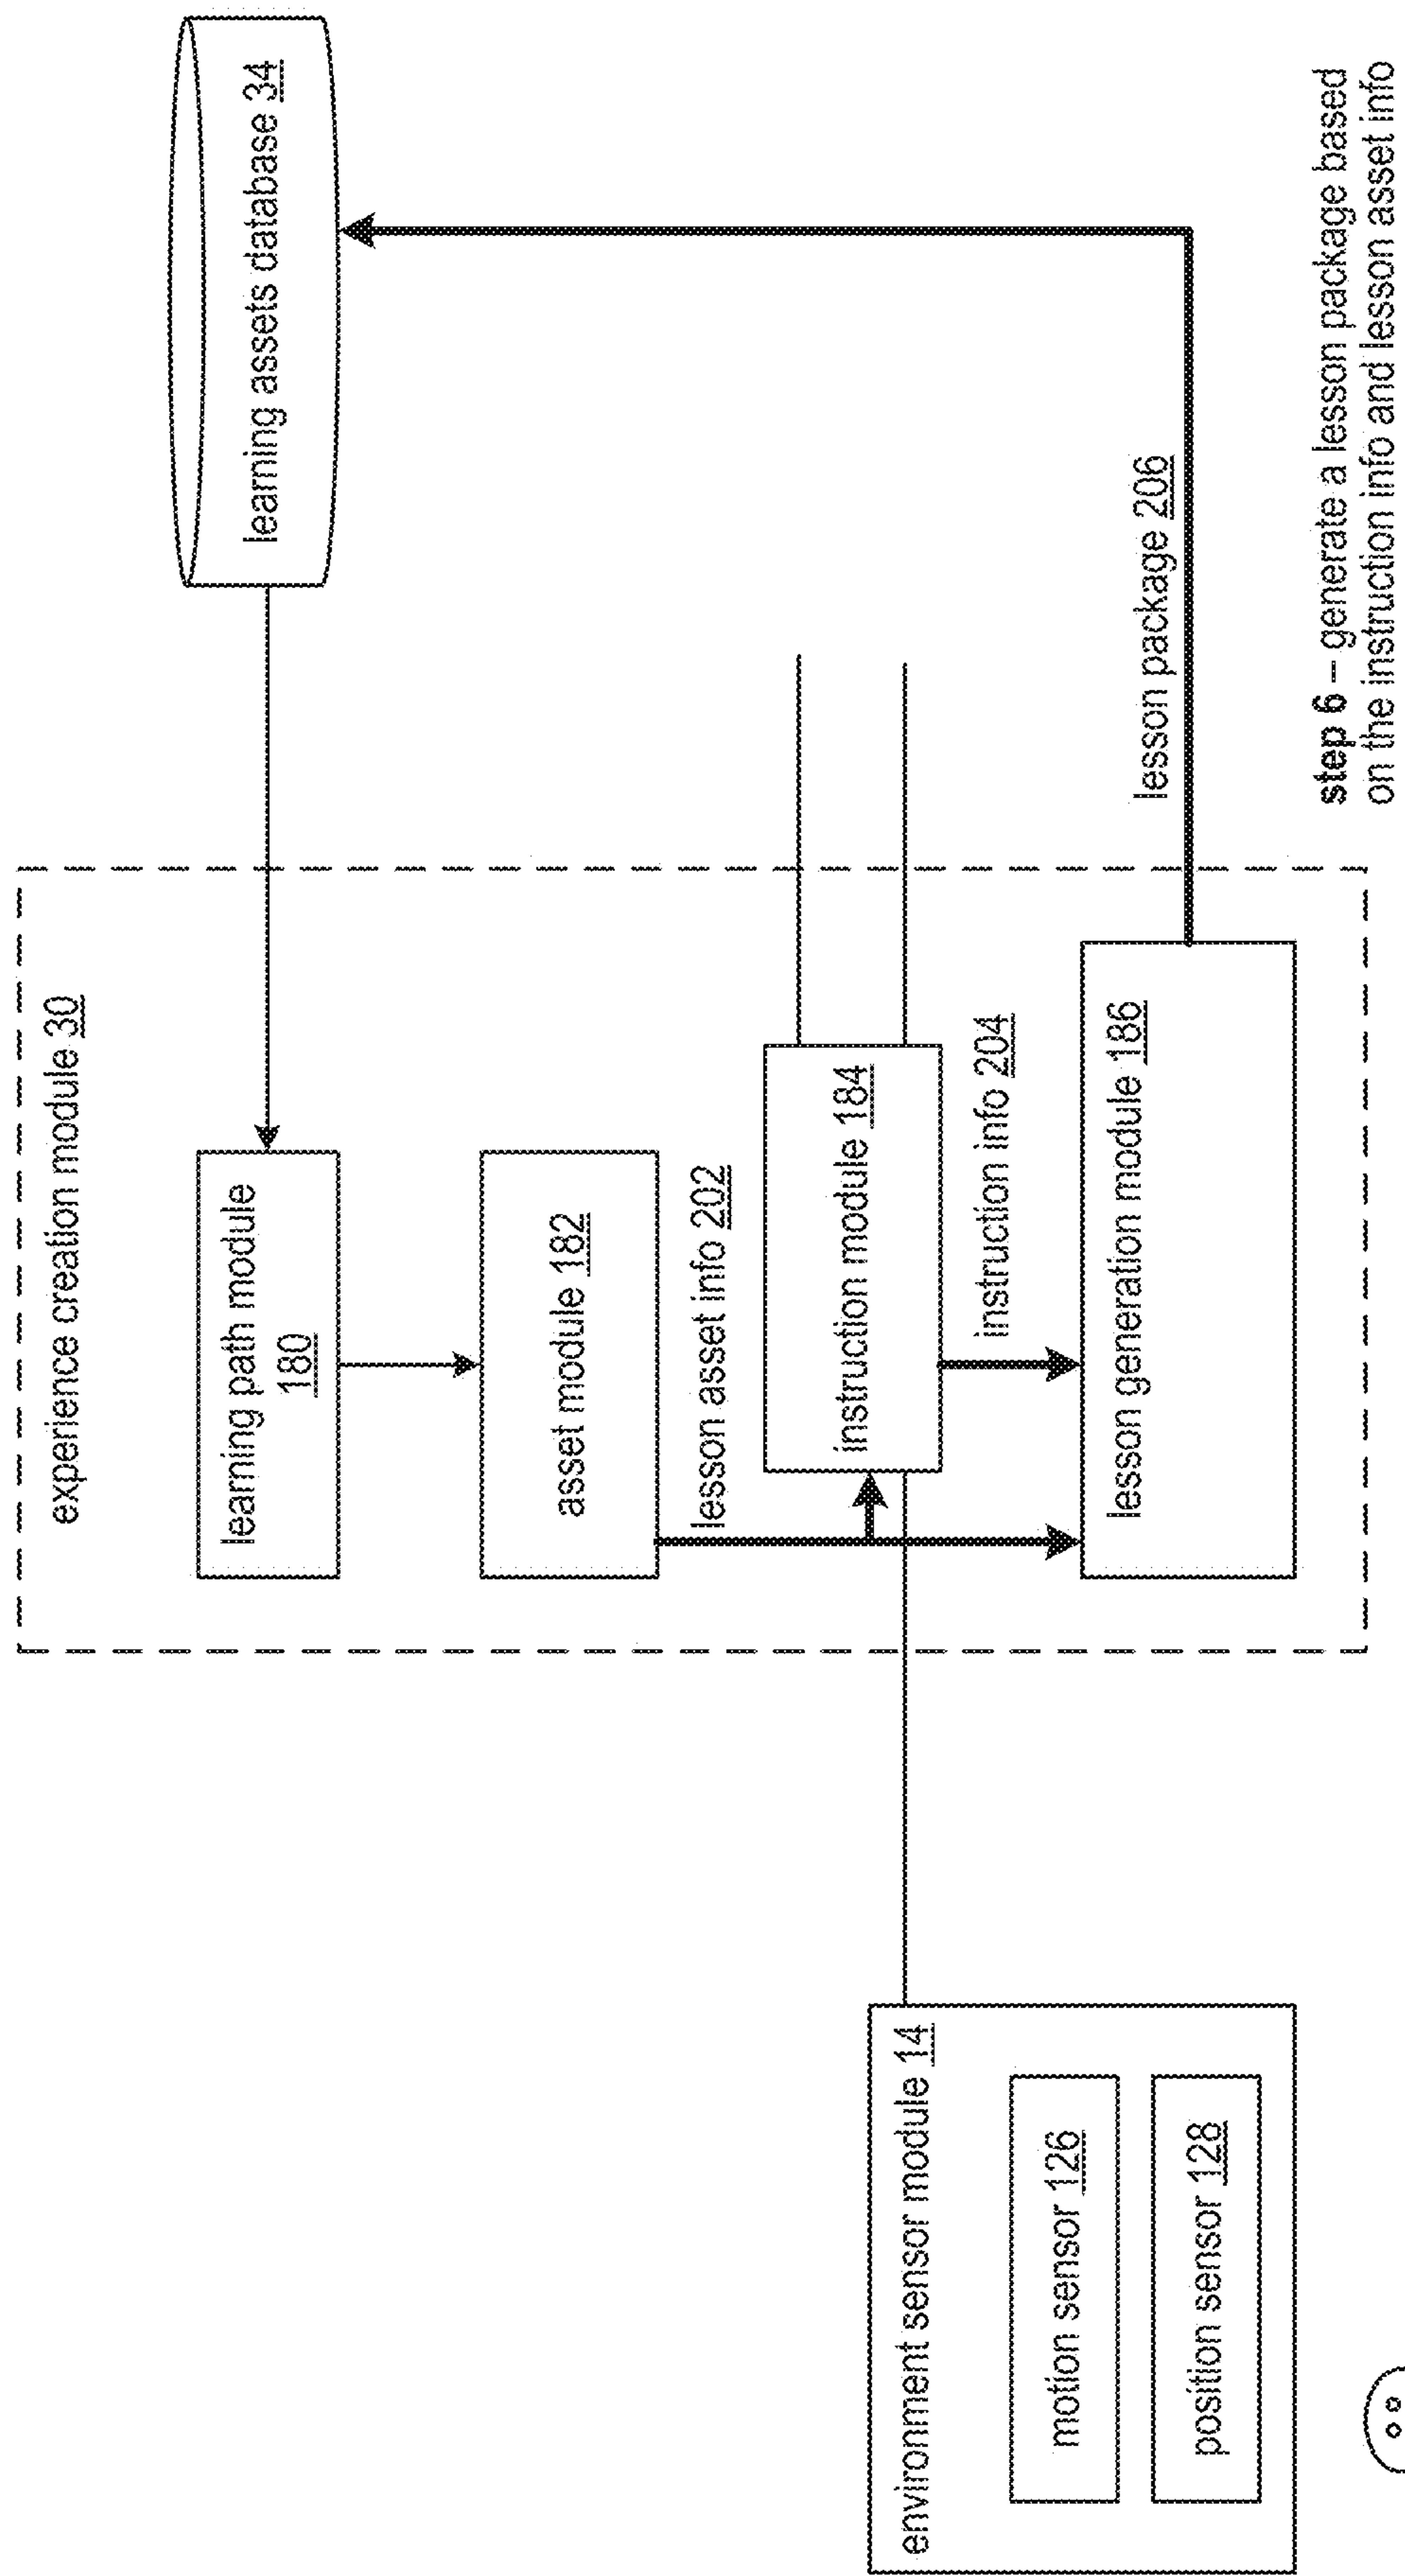 experience creation module 30
learning assets database 34
learning path module
180
asset module 182
lesson asset info 202
instruction module 184
instruction info 204
environment sensor module 14
motion sensor 126
position sensor 128
lesson generation module 186
lesson package 206
step 6 – generate a lesson package based
on the instruction info and lesson asset info